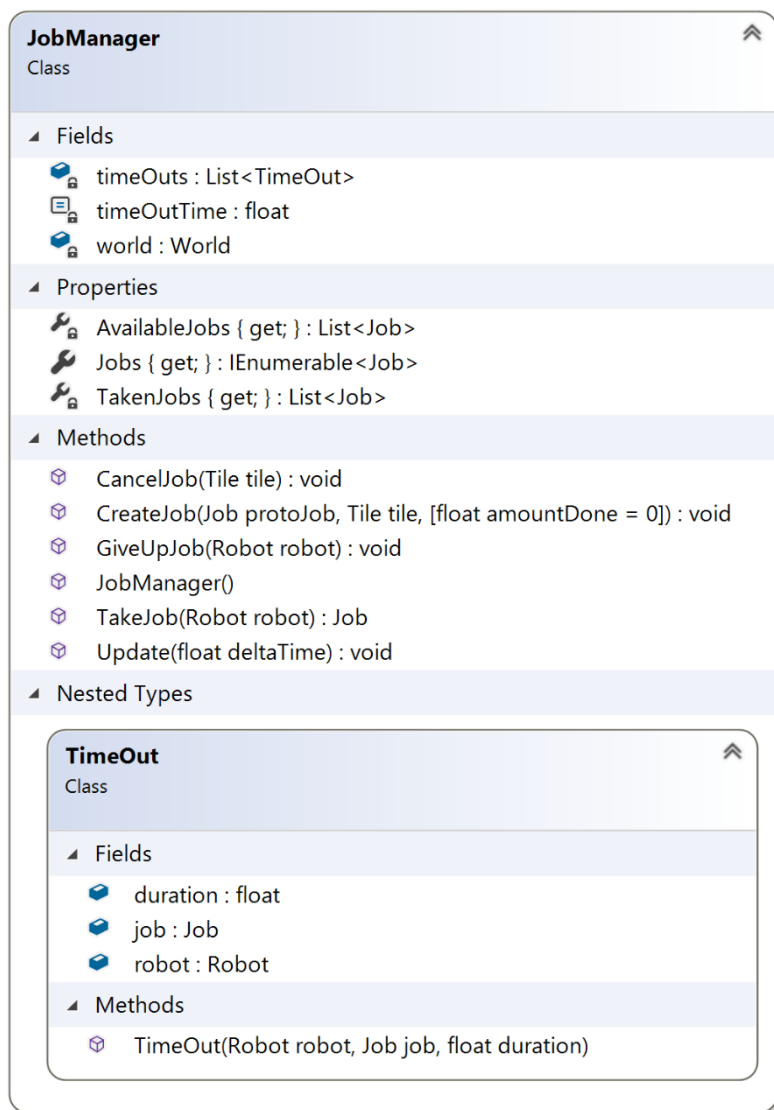 JobManager
Class
Fields
timeOuts : List<TimeOut>
timeOutTime : float
world : World
Properties
AvailableJobs { get; } : List<Job>
Jobs { get; } : IEnumerable<Job>
TakenJobs { get; } : List<Job>
Methods
CancelJob(Tile tile) : void
CreateJob(Job protoJob, Tile tile, [float amountDone = 0]) : void
GiveUpJob(Robot robot) : void
JobManager()
TakeJob(Robot robot) : Job
Update(float deltaTime) : void
Nested Types
TimeOut
Class
Fields
duration : float
job : Job
robot : Robot
Methods
TimeOut(Robot robot, Job job, float duration)